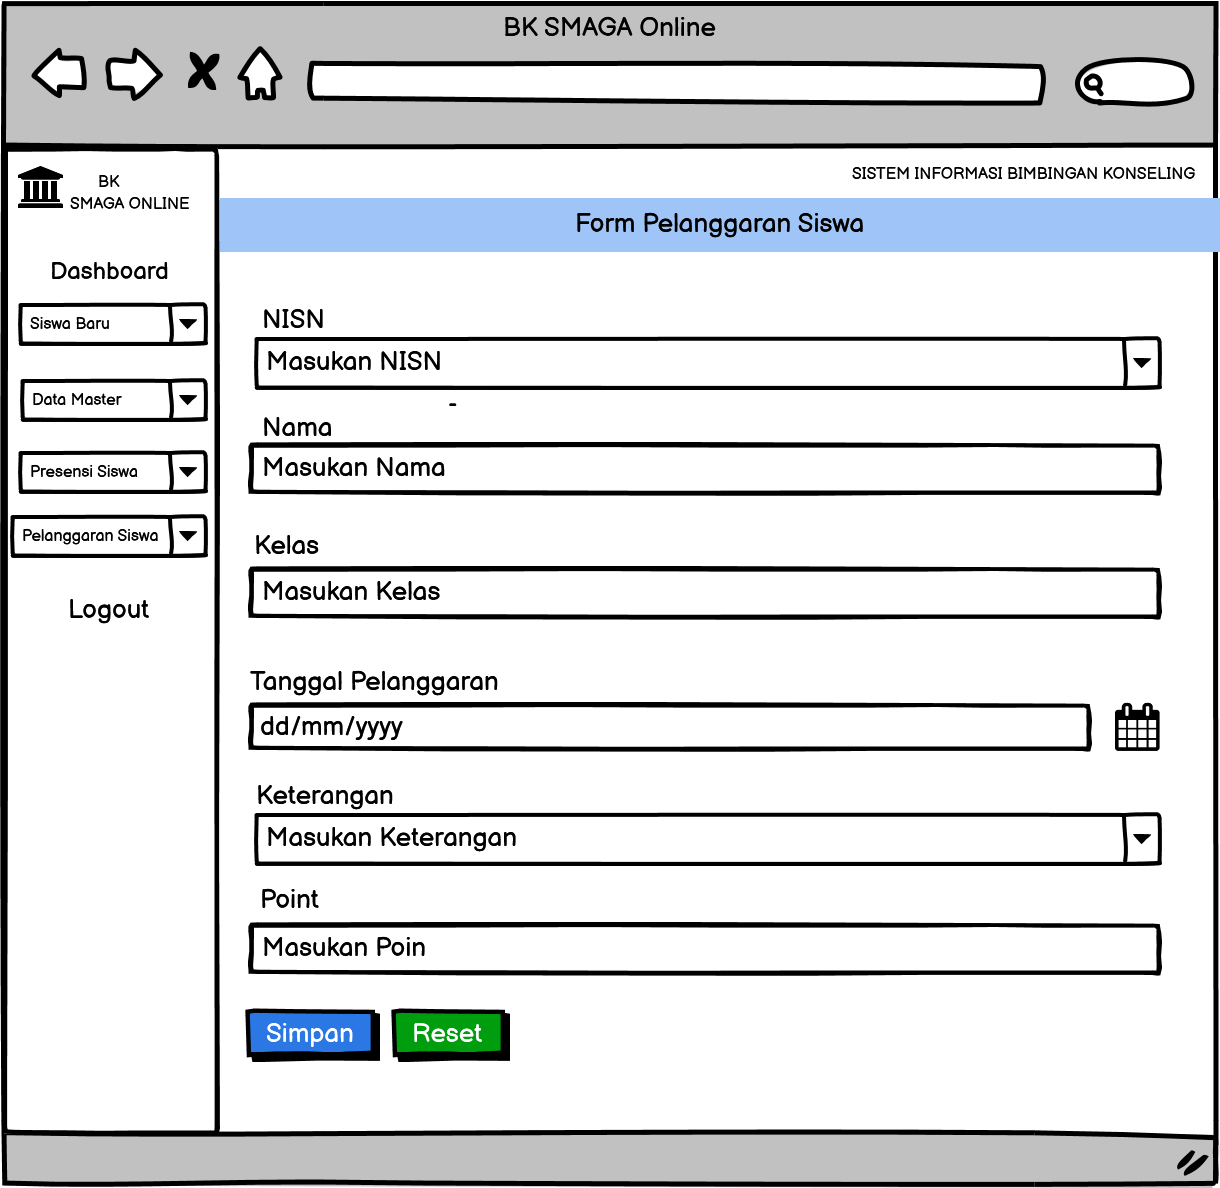 BK SMAGA Online
BK
SMAGA ONLINE
SISTEM INFORMASI BIMBINGAN KONSELING
Form Pelanggaran Siswa
Dashboard
Siswa Baru
Data Master
Presensi Siswa
Pelanggaran Siswa
Logout
NISN
Masukan NISN
-
Nama
Masukan Nama
Kelas
Masukan Kelas
Tanggal Pelanggaran
dd/mm/yyyy
Keterangan
Masukan Keterangan
Point
Masukan Poin
Simpan
Reset